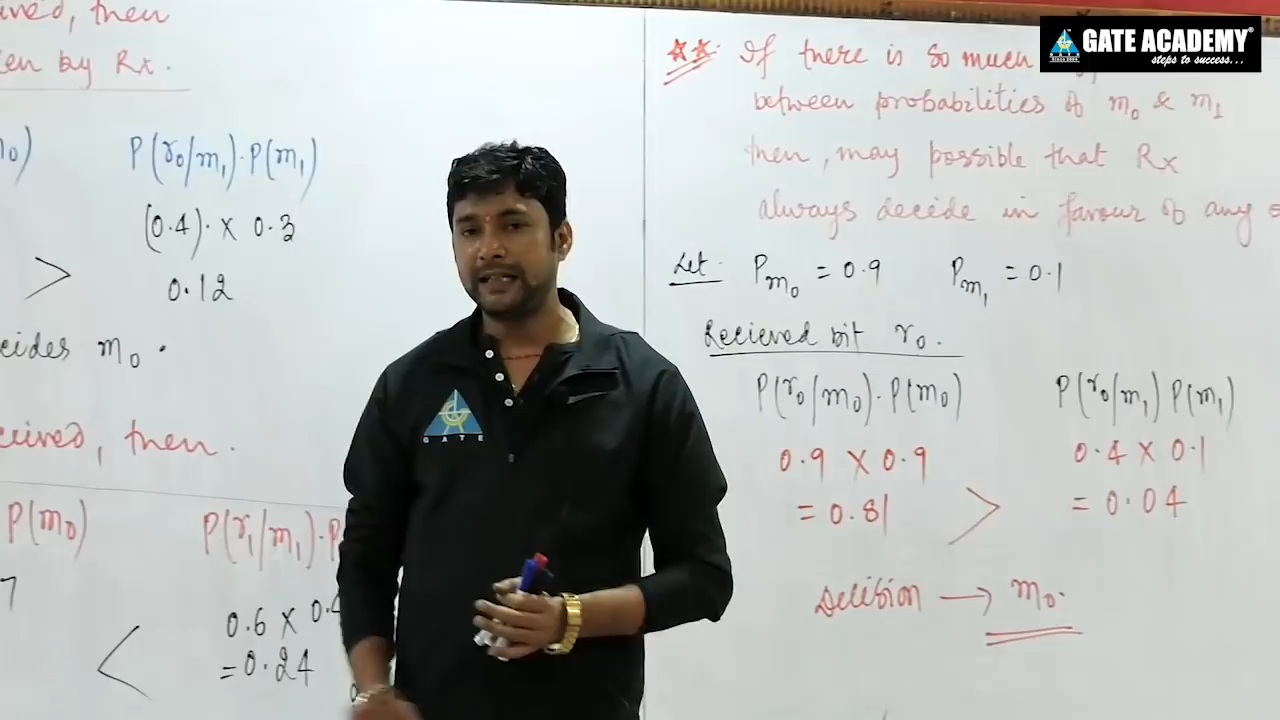 ived, then
en by Rx.
P(r₀/m₁)·P(m₁)
(0.4)· x 0.3
>
0.12
ecides m₀.
ceived, then.
P(m₀)
P(r₁/m₁)·P
7
0.6 x 0.4
<
= 0.24
GATE
GATE ACADEMY®
steps to success...
**: If there is so much
between probabilities of m₀ & m₁
then, may possible that Rx
always decide in favour of any
Let. Pm₀ = 0.9 Pm₁ = 0.1
Recieved bit r₀.
P(r₀/m₀)·P(m₀) P(r₀/m₁) P(m₁)
0.9 x 0.9 0.4 x 0.1
= 0.81 > = 0.04
Decision → m₀.